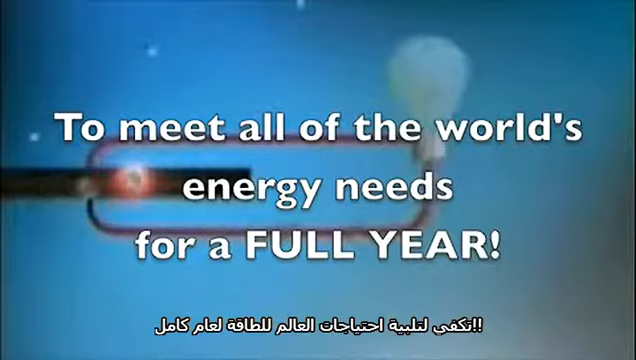 To meet all of the world's
energy needs
for a FULL YEAR!
تكفي لتلبية احتياجات العالم للطاقة لعام كامل!!